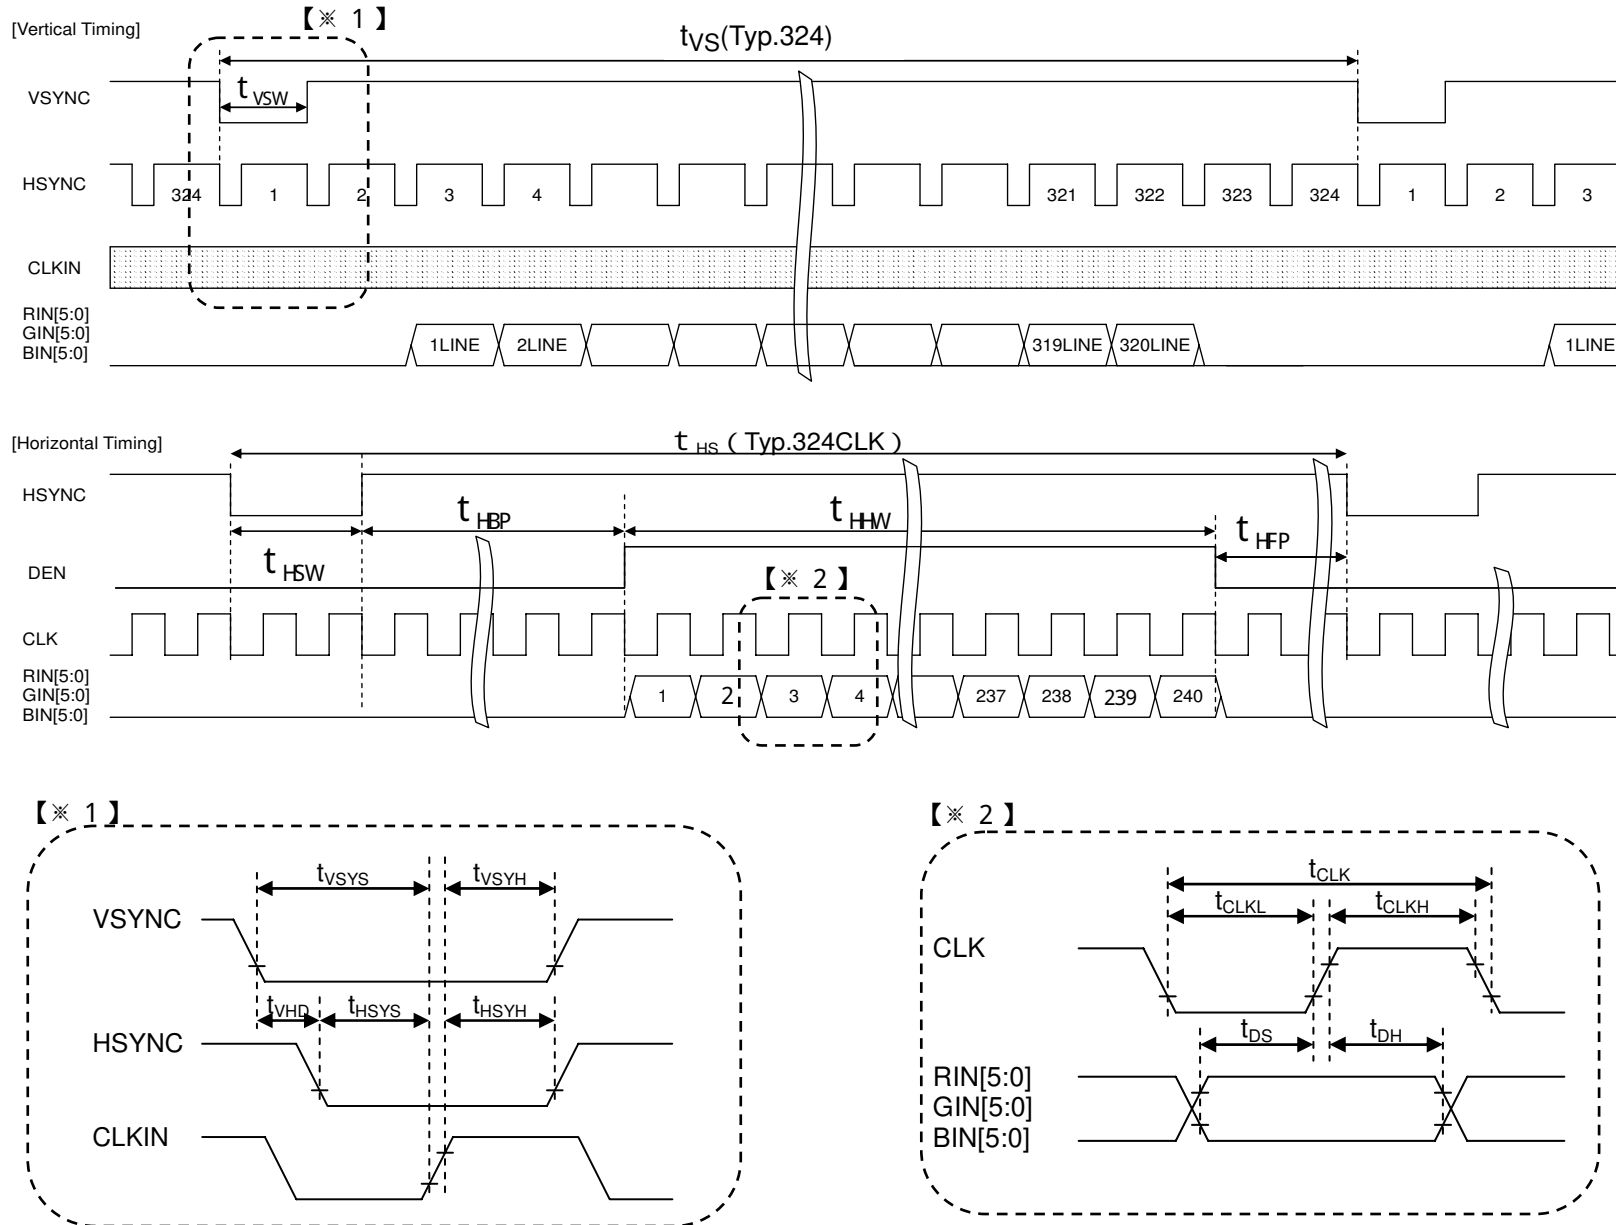 [Vertical Timing]
【※ 1】
tVS(Typ.324)
VSYNC
t VSW
HSYNC
324 1 2 3 4 321 322 323 324 1 2 3
CLKIN
RIN[5:0]
GIN[5:0]
BIN[5:0]
1LINE 2LINE 319LINE 320LINE 1LINE
[Horizontal Timing]
t HS ( Typ.324CLK )
HSYNC
t HBP
t HHW
t HFP
t HSW
DEN
【※ 2】
CLK
RIN[5:0]
GIN[5:0]
BIN[5:0]
1 2 3 4 237 238 239 240
【※ 1】
tVSYS tVSYH
VSYNC
tVHD tHSYS tHSYH
HSYNC
CLKIN
【※ 2】
tCLK
tCLKL tCLKH
CLK
tDS tDH
RIN[5:0]
GIN[5:0]
BIN[5:0]